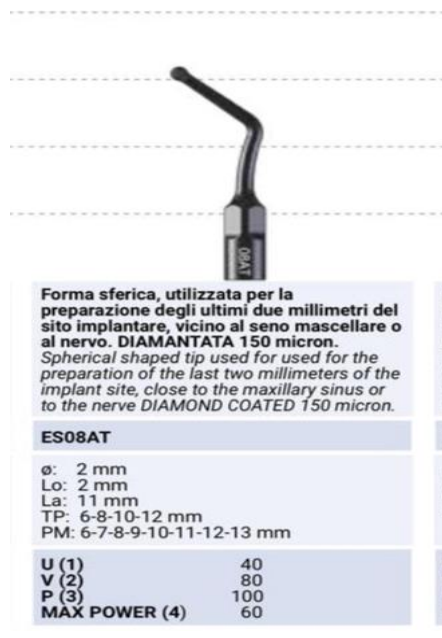 08AT
Forma sferica, utilizzata per la
preparazione degli ultimi due millimetri del
sito implantare, vicino al seno mascellare o
al nervo. DIAMANTATA 150 micron.
Spherical shaped tip used for used for the
preparation of the last two millimeters of the
implant site, close to the maxillary sinus or
to the nerve DIAMOND COATED 150 micron.
ES08AT
ø: 2 mm
Lo: 2 mm
La: 11 mm
TP: 6-8-10-12 mm
PM: 6-7-8-9-10-11-12-13 mm
U (1) 40
V (2) 80
P (3) 100
MAX POWER (4) 60